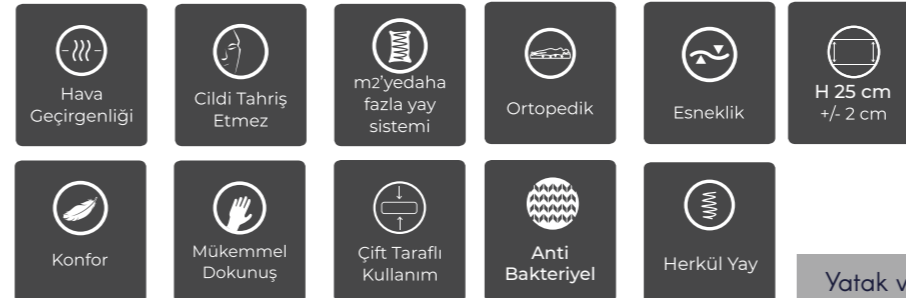 Hava
Geçirgenliği
Cildi Tahriş
Etmez
m2'yedaha
fazla yay
sistemi
Ortopedik
Esneklik
H 25 cm
+/- 2 cm
Konfor
Mükemmel
Dokunuş
Çift Taraflı
Kullanım
Anti
Bakteriyel
Herkül Yay
Yatak v